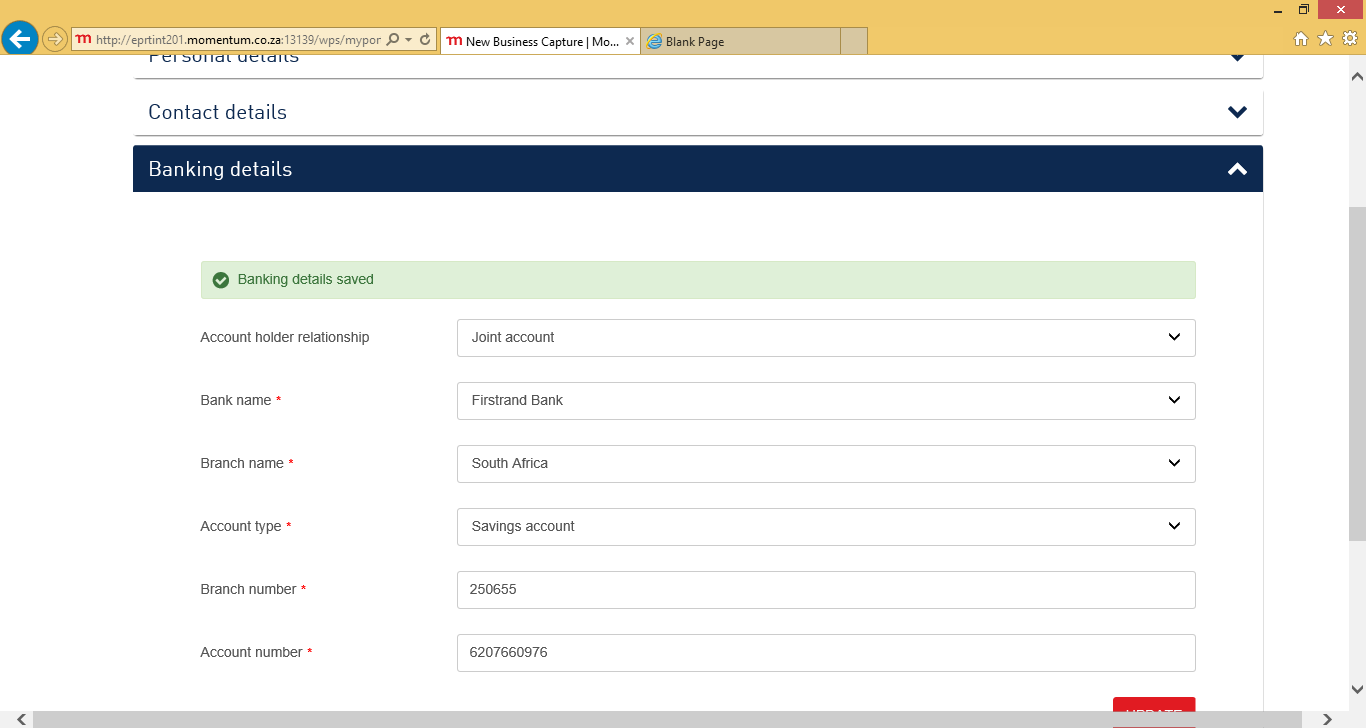 m http://eprtint201.momentum.co.za:13139/wps/mypor
m New Business Capture | Mo...
Blank Page
Personal details
Contact details
Banking details
Banking details saved
Account holder relationship
Joint account
Bank name *
Firstrand Bank
Branch name *
South Africa
Account type *
Savings account
Branch number *
250655
Account number *
6207660976
UPDATE